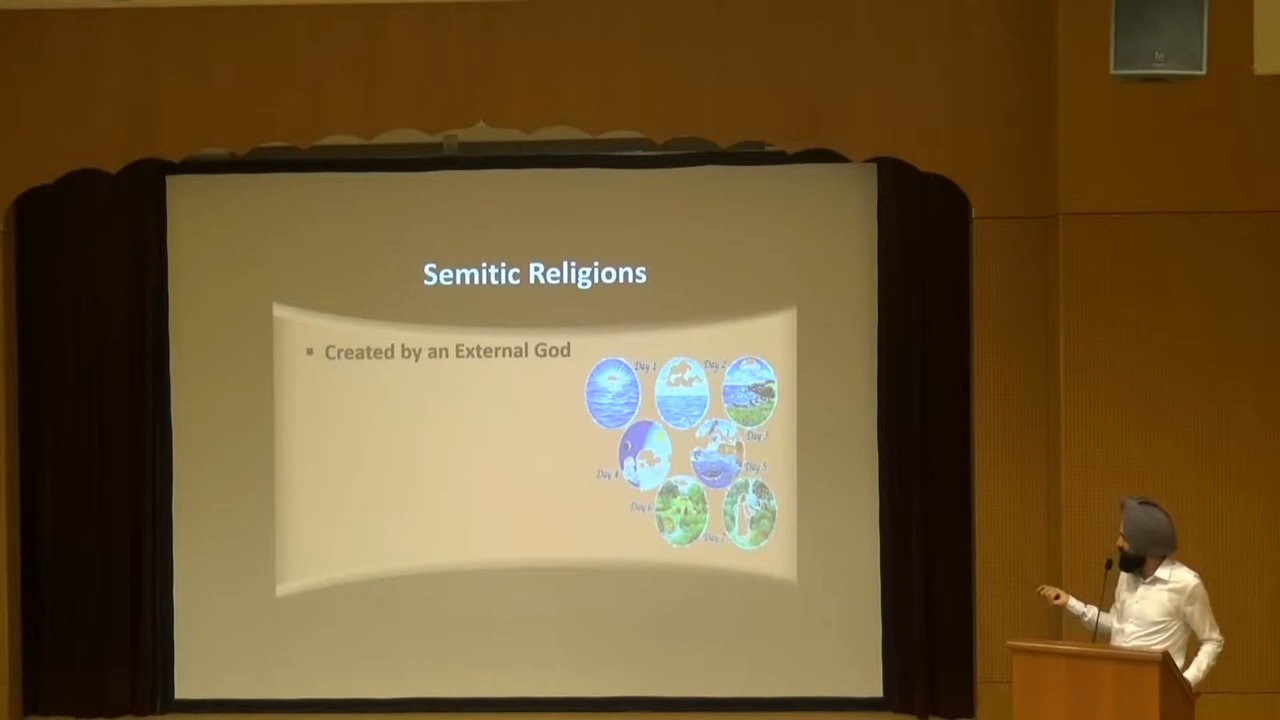 Semitic Religions
▪ Created by an External God
Day 1
Day 2
Day 3
Day 4
Day 5
Day 6
Day 7